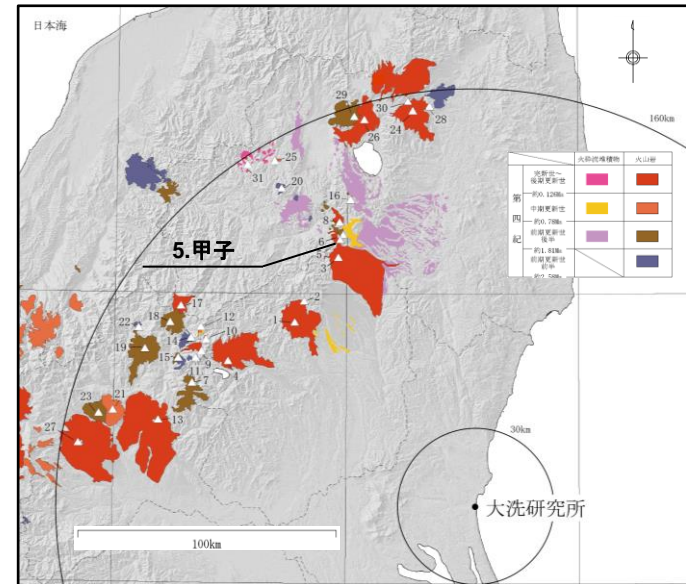 日本海
160km
火砕流堆積物 火山岩
第四紀
完新世～
後期更新世
約0.126Ma
中期更新世
約0.78Ma
前期更新世
後半
約1.81Ma
前期更新世
前半
約2.58Ma
29
30
28
24
26
25
31
20
16
8
6
5
3
5.甲子
2
1
17
18
22
12
10
14
19
15
9
11
7
4
23
21
13
27
30km
大洗研究所
100km